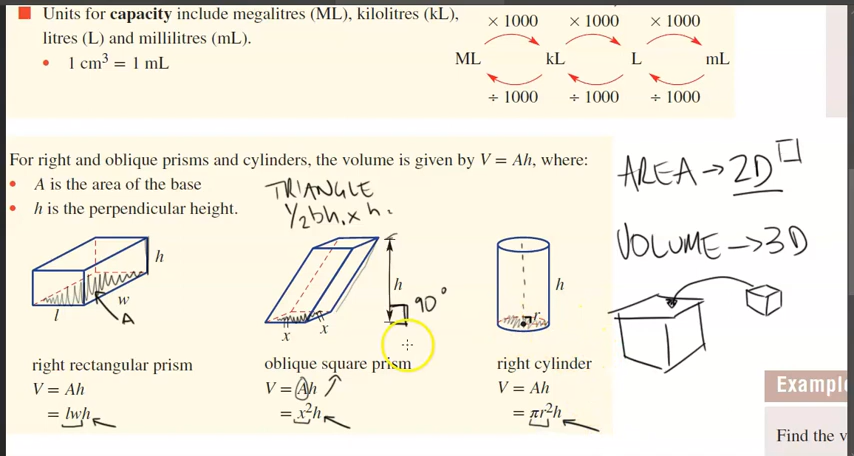 Units for capacity include megalitres (ML), kilolitres (kL),
litres (L) and millilitres (mL).
• 1 cm³ = 1 mL
× 1000 × 1000 × 1000
ML kL L mL
÷ 1000 ÷ 1000 ÷ 1000
For right and oblique prisms and cylinders, the volume is given by V = Ah, where:
• A is the area of the base
• h is the perpendicular height.
TRIANGLE
½bh, × h.
AREA → 2D
VOLUME → 3D
h
w
l
A
h
90°
x
x
h
r
right rectangular prism
V = Ah
= lwh
oblique square prism
V = Ah
= x²h
right cylinder
V = Ah
= πr²h
Example
Find the v